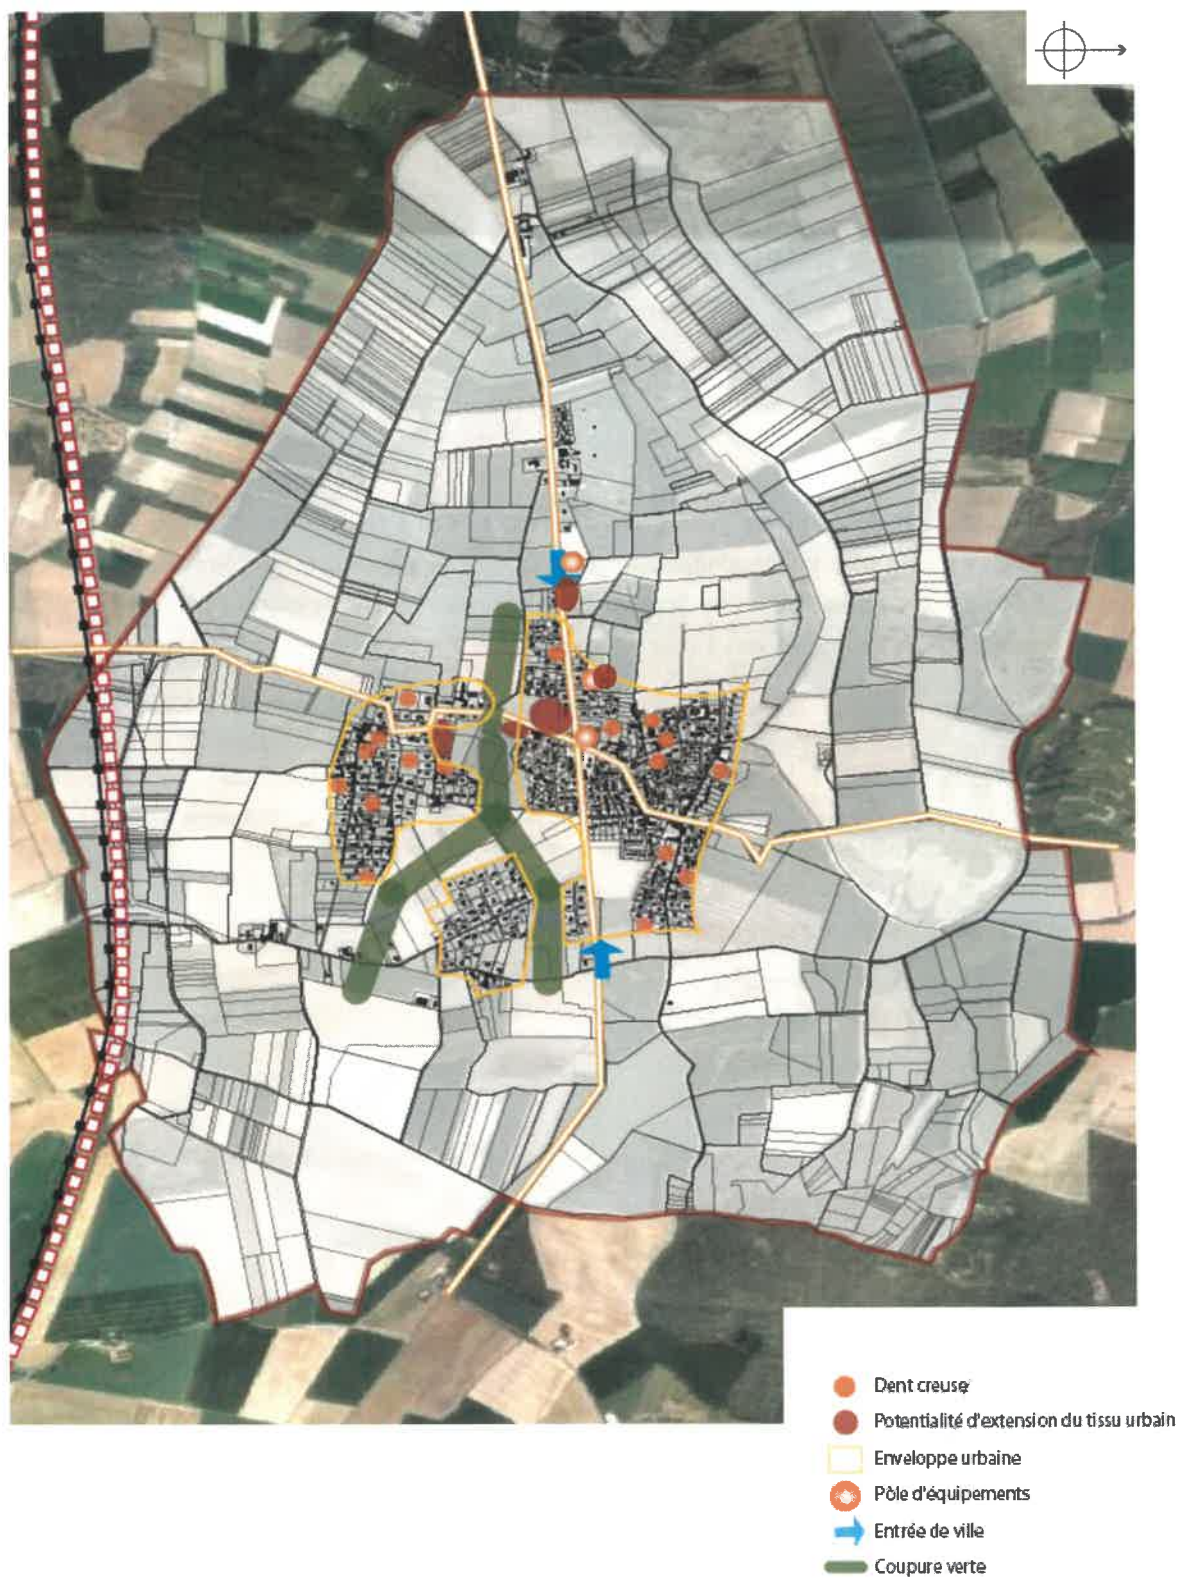 Dent creuse
Potentialité d'extension du tissu urbain
Enveloppe urbaine
Pôle d'équipements
Entrée de ville
Coupure verte